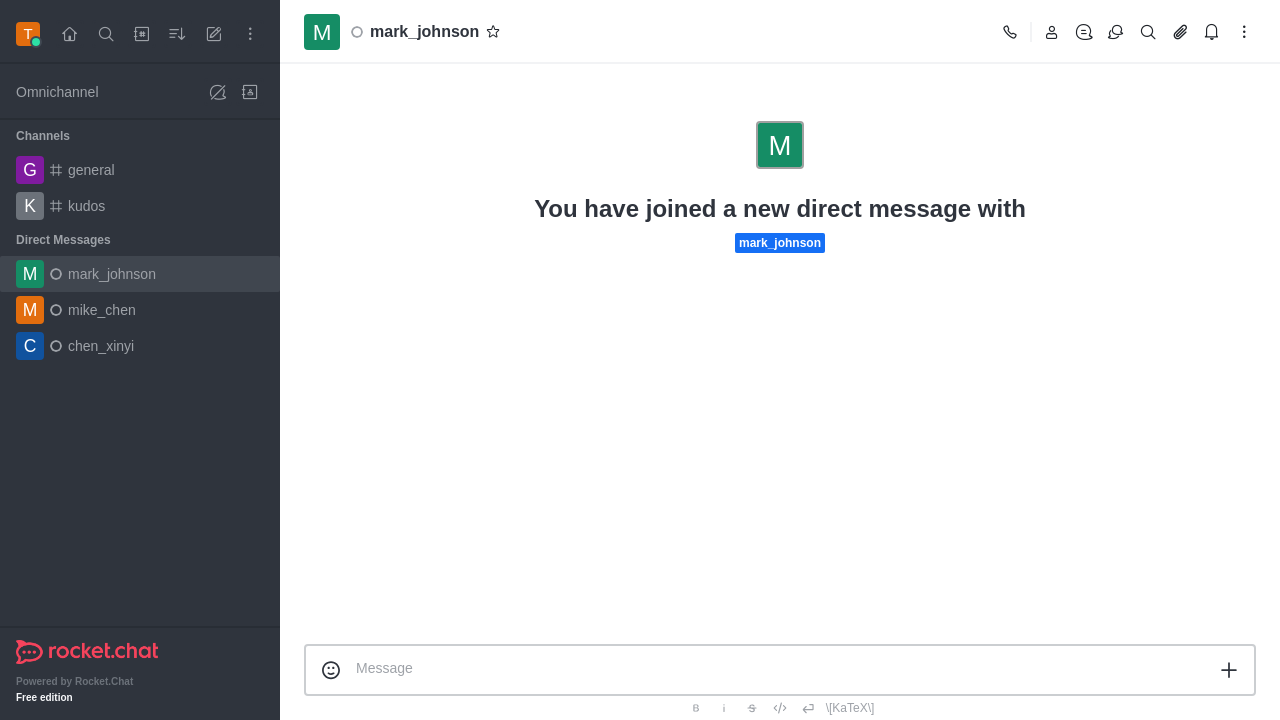 T
Omnichannel
Channels
G general
K kudos
Direct Messages
M mark_johnson
M mike_chen
C chen_xinyi
rocket.chat
Powered by Rocket.Chat
Free edition
M mark_johnson
M
You have joined a new direct message with
mark_johnson
Message
B i S \[KaTeX\]